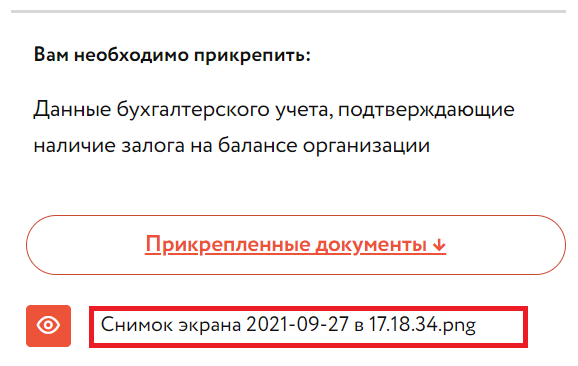 Вам необходимо прикрепить:
Данные бухгалтерского учета, подтверждающие
наличие залога на балансе организации
Прикрепленные документы ↓
Снимок экрана 2021-09-27 в 17.18.34.png